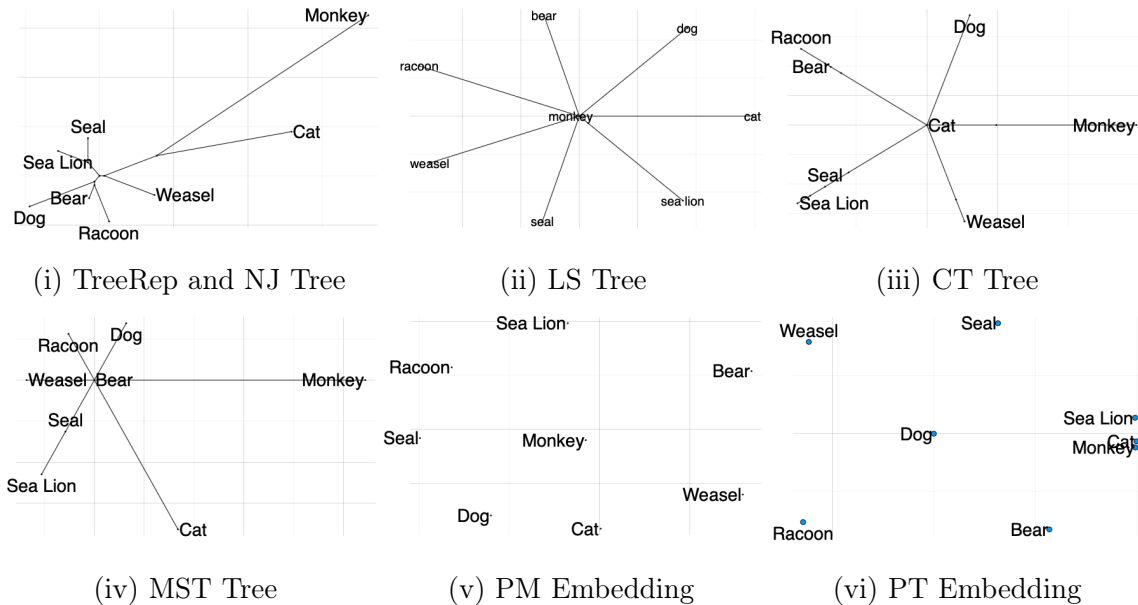 Monkey
Cat
Seal
Sea Lion
Bear
Weasel
Dog
Racoon
(i) TreeRep and NJ Tree
bear
dog
racoon
monkey
cat
weasel
sea lion
seal
(ii) LS Tree
Dog
Racoon
Bear
Cat
Monkey
Seal
Sea Lion
Weasel
(iii) CT Tree
Dog
Racoon
Weasel
Bear
Monkey
Seal
Sea Lion
Cat
(iv) MST Tree
Sea Lion
Racoon
Bear
Seal
Monkey
Weasel
Dog
Cat
(v) PM Embedding
Seal
Weasel
Sea Lion
Dog
Cat
Monkey
Racoon
Bear
(vi) PT Embedding